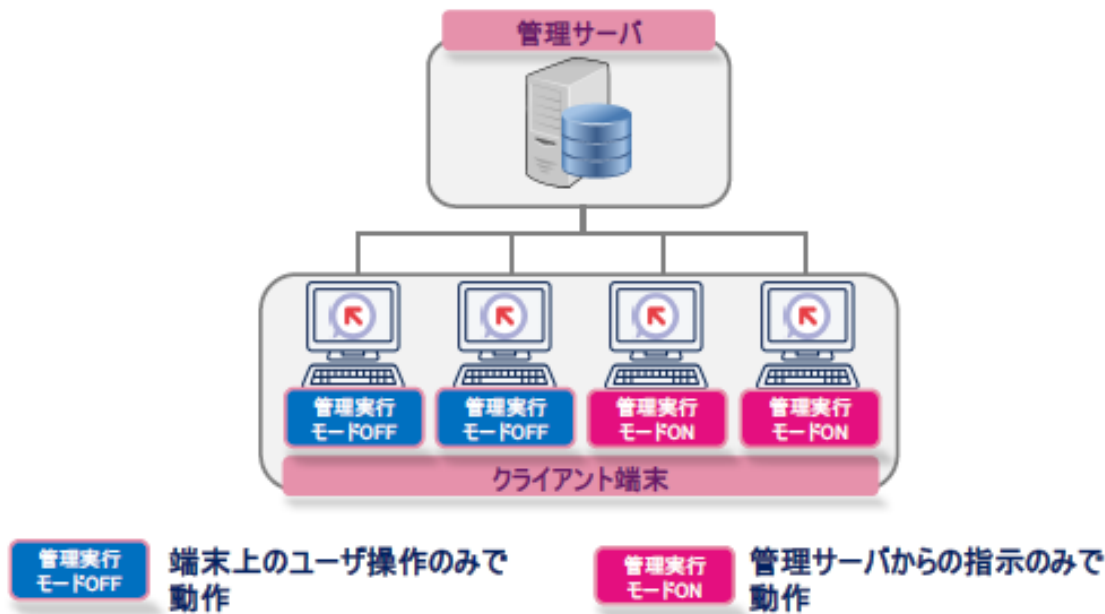 管理サーバ
管理実行
モードOFF
管理実行
モードOFF
管理実行
モードON
管理実行
モードON
クライアント端末
管理実行
モードOFF
端末上のユーザ操作のみで
動作
管理実行
モードON
管理サーバからの指示のみで
動作